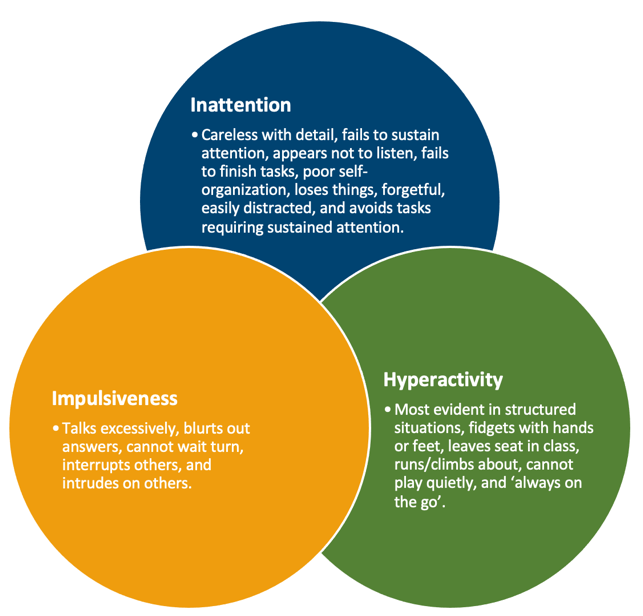 Inattention
• Careless with detail, fails to sustain
attention, appears not to listen, fails
to finish tasks, poor self-
organization, loses things, forgetful,
easily distracted, and avoids tasks
requiring sustained attention.
Impulsiveness
• Talks excessively, blurts out
answers, cannot wait turn,
interrupts others, and
intrudes on others.
Hyperactivity
• Most evident in structured
situations, fidgets with hands
or feet, leaves seat in class,
runs/climbs about, cannot
play quietly, and ‘always on
the go’.